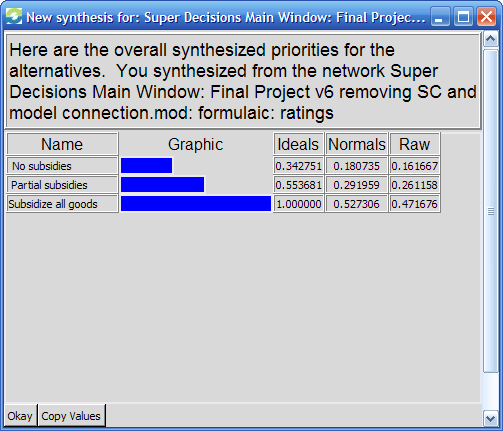 New synthesis for: Super Decisions Main Window: Final Projec...
Here are the overall synthesized priorities for the
alternatives. You synthesized from the network Super
Decisions Main Window: Final Project v6 removing SC and
model connection.mod: formulaic: ratings
Name Graphic Ideals Normals Raw
No subsidies 0.342751 0.180735 0.161667
Partial subsidies 0.553681 0.291959 0.261158
Subsidize all goods 1.000000 0.527306 0.471676
Okay Copy Values